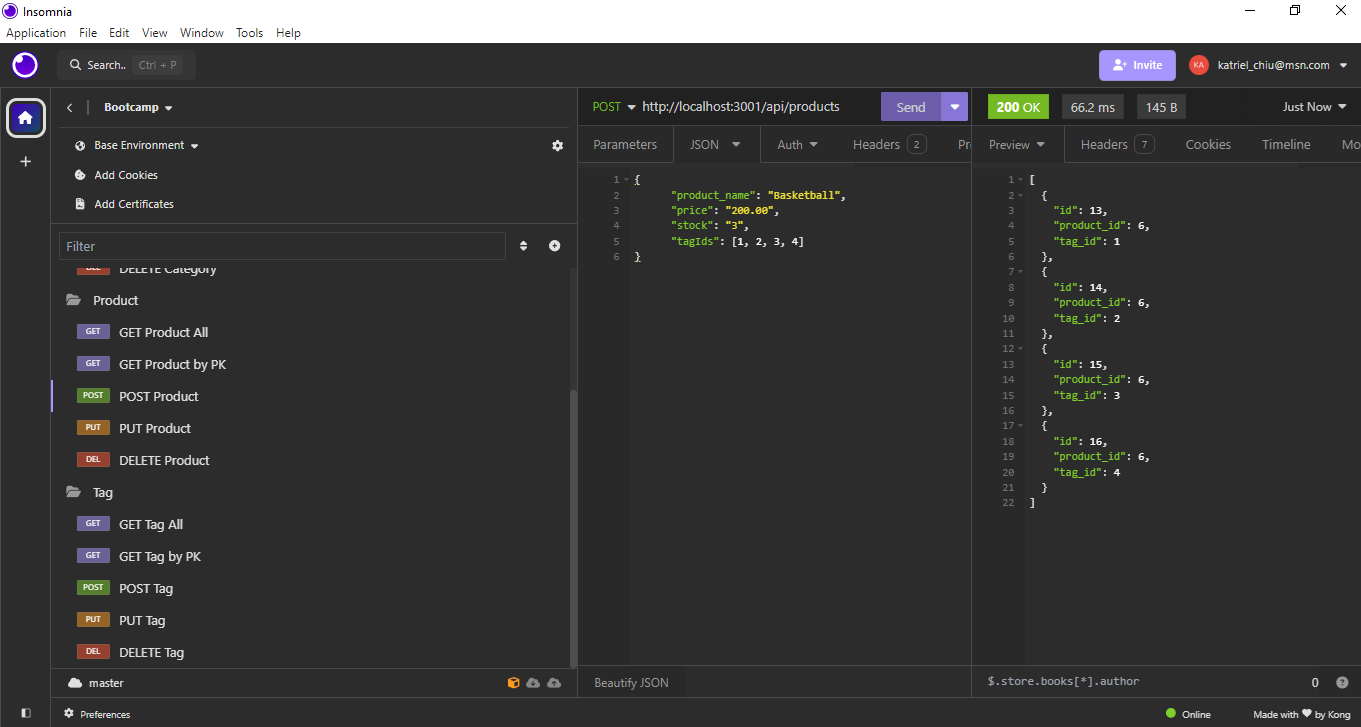 Insomnia
Application File Edit View Window Tools Help
Search.. Ctrl + P
Invite
KA
katriel_chiu@msn.com
Bootcamp
Base Environment
Add Cookies
Add Certificates
Filter
DEL DELETE Category
Product
GET GET Product All
GET GET Product by PK
POST POST Product
PUT PUT Product
DEL DELETE Product
Tag
GET GET Tag All
GET GET Tag by PK
POST POST Tag
PUT PUT Tag
DEL DELETE Tag
master
Preferences
POST http://localhost:3001/api/products Send
Parameters JSON Auth Headers 2 Pr
1 {
2 "product_name": "Basketball",
3 "price": "200.00",
4 "stock": "3",
5 "tagIds": [1, 2, 3, 4]
6 }
Beautify JSON
200 OK 66.2 ms 145 B Just Now
Preview Headers 7 Cookies Timeline Mo
1 [
2 {
3 "id": 13,
4 "product_id": 6,
5 "tag_id": 1
6 },
7 {
8 "id": 14,
9 "product_id": 6,
10 "tag_id": 2
11 },
12 {
13 "id": 15,
14 "product_id": 6,
15 "tag_id": 3
16 },
17 {
18 "id": 16,
19 "product_id": 6,
20 "tag_id": 4
21 }
22 ]
$.store.books[*].author 0 ?
Online Made with ♥ by Kong